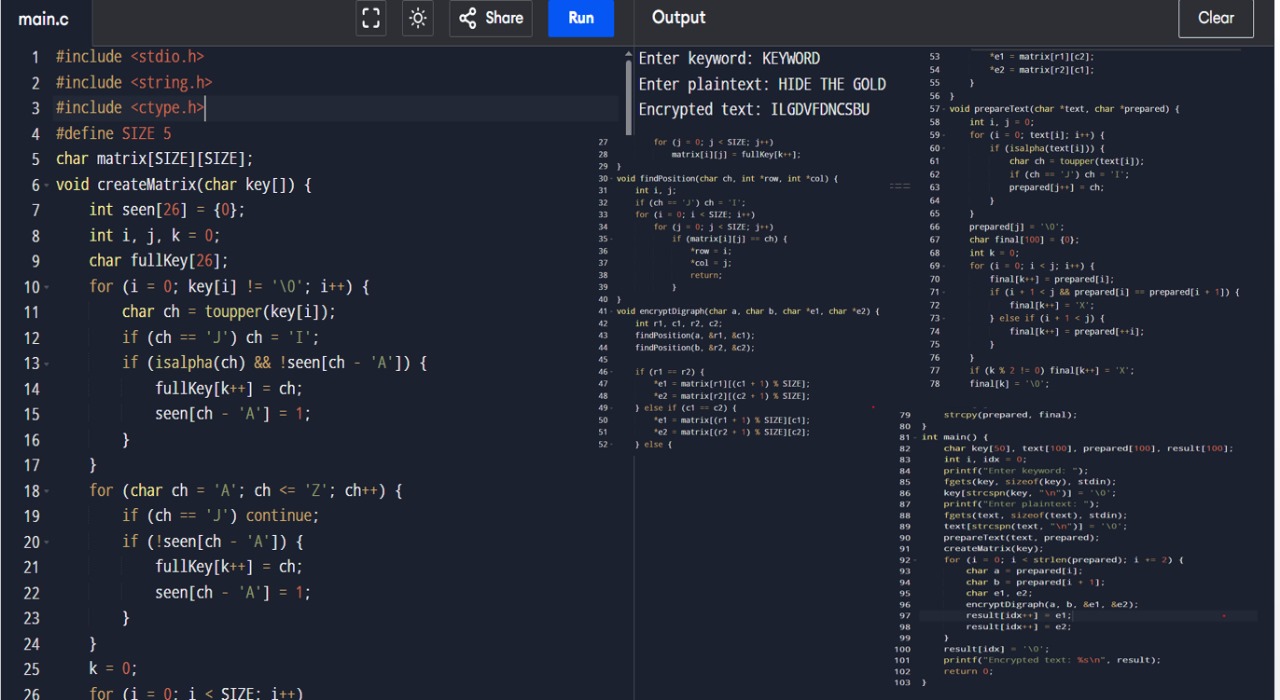 main.c
Share
Run
Output
Clear
1 #include <stdio.h>
2 #include <string.h>
3 #include <ctype.h>
4 #define SIZE 5
5 char matrix[SIZE][SIZE];
6 void createMatrix(char key[]) {
7 int seen[26] = {0};
8 int i, j, k = 0;
9 char fullKey[26];
10 for (i = 0; key[i] != '\0'; i++) {
11 char ch = toupper(key[i]);
12 if (ch == 'J') ch = 'I';
13 if (isalpha(ch) && !seen[ch - 'A']) {
14 fullKey[k++] = ch;
15 seen[ch - 'A'] = 1;
16 }
17 }
18 for (char ch = 'A'; ch <= 'Z'; ch++) {
19 if (ch == 'J') continue;
20 if (!seen[ch - 'A']) {
21 fullKey[k++] = ch;
22 seen[ch - 'A'] = 1;
23 }
24 }
25 k = 0;
26 for (i = 0; i < SIZE; i++)
Enter keyword: KEYWORD
Enter plaintext: HIDE THE GOLD
Encrypted text: ILGDVFDNCSBU
27 for (j = 0; j < SIZE; j++)
28 matrix[i][j] = fullKey[k++];
29 }
30 void findPosition(char ch, int *row, int *col) {
31 int i, j;
32 if (ch == 'J') ch = 'I';
33 for (i = 0; i < SIZE; i++)
34 for (j = 0; j < SIZE; j++)
35 if (matrix[i][j] == ch) {
36 *row = i;
37 *col = j;
38 return;
39 }
40 }
41 void encryptDigraph(char a, char b, char *e1, char *e2) {
42 int r1, c1, r2, c2;
43 findPosition(a, &r1, &c1);
44 findPosition(b, &r2, &c2);
45
46 if (r1 == r2) {
47 *e1 = matrix[r1][(c1 + 1) % SIZE];
48 *e2 = matrix[r2][(c2 + 1) % SIZE];
49 } else if (c1 == c2) {
50 *e1 = matrix[(r1 + 1) % SIZE][c1];
51 *e2 = matrix[(r2 + 1) % SIZE][c2];
52 } else {
53 *e1 = matrix[r1][c2];
54 *e2 = matrix[r2][c1];
55 }
56 }
57 void prepareText(char *text, char *prepared) {
58 int i, j = 0;
59 for (i = 0; text[i]; i++) {
60 if (isalpha(text[i])) {
61 char ch = toupper(text[i]);
62 if (ch == 'J') ch = 'I';
63 prepared[j++] = ch;
64 }
65 }
66 prepared[j] = '\0';
67 char final[100] = {0};
68 int k = 0;
69 for (i = 0; i < j; i++) {
70 final[k++] = prepared[i];
71 if (i + 1 < j && prepared[i] == prepared[i + 1]) {
72 final[k++] = 'X';
73 } else if (i + 1 < j) {
74 final[k++] = prepared[++i];
75 }
76 }
77 if (k % 2 != 0) final[k++] = 'X';
78 final[k] = '\0';
79 strcpy(prepared, final);
80 }
81 int main() {
82 char key[50], text[100], prepared[100], result[100];
83 int i, idx = 0;
84 printf("Enter keyword: ");
85 fgets(key, sizeof(key), stdin);
86 key[strcspn(key, "\n")] = '\0';
87 printf("Enter plaintext: ");
88 fgets(text, sizeof(text), stdin);
89 text[strcspn(text, "\n")] = '\0';
90 prepareText(text, prepared);
91 createMatrix(key);
92 for (i = 0; i < strlen(prepared); i += 2) {
93 char a = prepared[i];
94 char b = prepared[i + 1];
95 char e1, e2;
96 encryptDigraph(a, b, &e1, &e2);
97 result[idx++] = e1;
98 result[idx++] = e2;
99 }
100 result[idx] = '\0';
101 printf("Encrypted text: %s\n", result);
102 return 0;
103 }